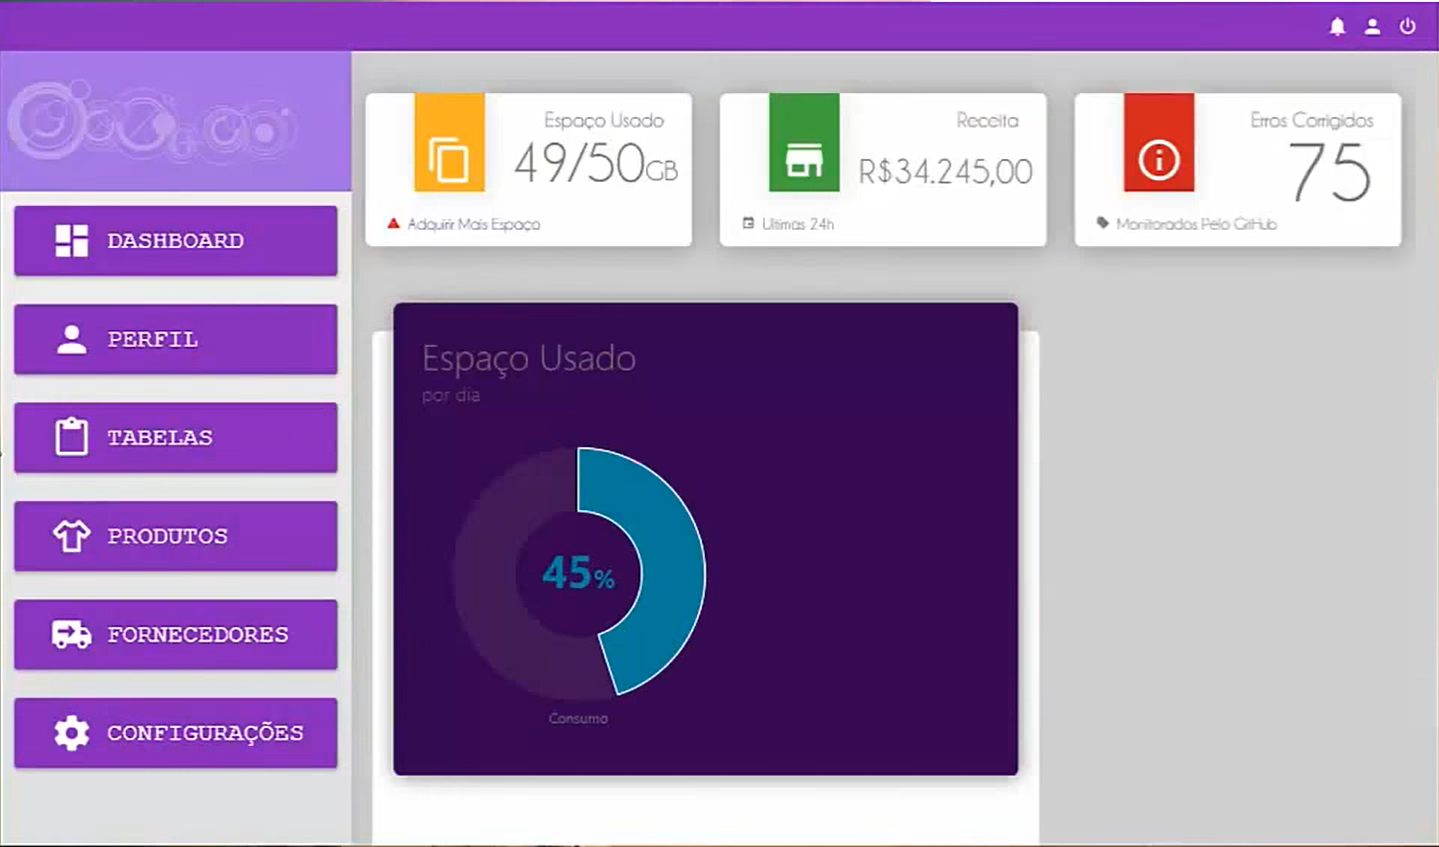 Espaço Usado
49/50GB
Adquirir Mais Espaço
Receita
R$34.245,00
Ultimas 24h
Erros Corrigidos
75
Monitorados Pelo GitHub
DASHBOARD
PERFIL
TABELAS
PRODUTOS
FORNECEDORES
CONFIGURAÇÕES
Espaço Usado
por dia
45%
Consumo